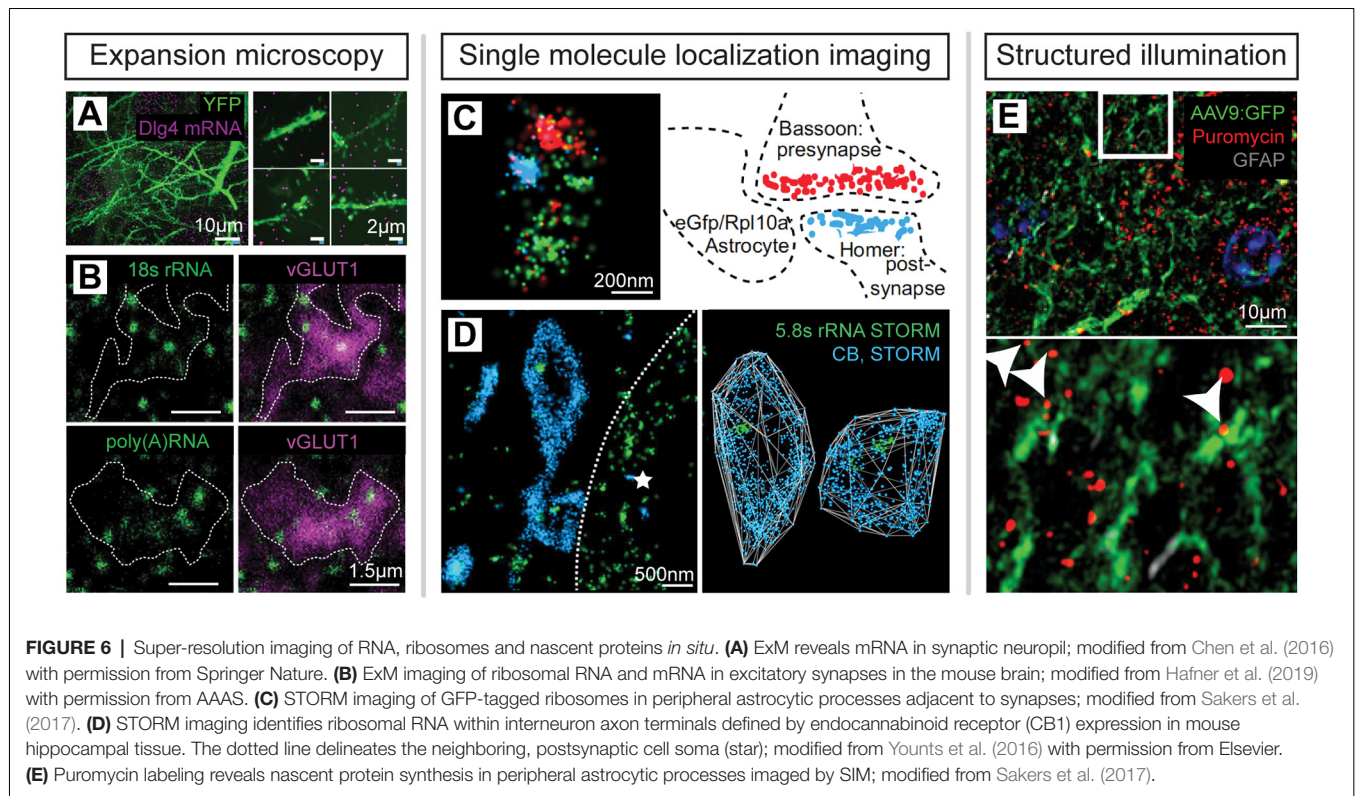 Expansion microscopy
Single molecule localization imaging
Structured illumination
A
YFP
Dlg4 mRNA
10µm
2µm
B
18s rRNA
vGLUT1
poly(A)RNA
vGLUT1
1.5µm
C
200nm
Bassoon:
presynapse
eGfp/Rpl10a
Astrocyte
Homer:
post-
synapse
D
500nm
5.8s rRNA STORM
CB, STORM
E
AAV9:GFP
Puromycin
GFAP
10µm
FIGURE 6 | Super-resolution imaging of RNA, ribosomes and nascent proteins in situ. (A) ExM reveals mRNA in synaptic neuropil; modified from Chen et al. (2016)
with permission from Springer Nature. (B) ExM imaging of ribosomal RNA and mRNA in excitatory synapses in the mouse brain; modified from Hafner et al. (2019)
with permission from AAAS. (C) STORM imaging of GFP-tagged ribosomes in peripheral astrocytic processes adjacent to synapses; modified from Sakers et al.
(2017). (D) STORM imaging identifies ribosomal RNA within interneuron axon terminals defined by endocannabinoid receptor (CB1) expression in mouse
hippocampal tissue. The dotted line delineates the neighboring, postsynaptic cell soma (star); modified from Younts et al. (2016) with permission from Elsevier.
(E) Puromycin labeling reveals nascent protein synthesis in peripheral astrocytic processes imaged by SIM; modified from Sakers et al. (2017).